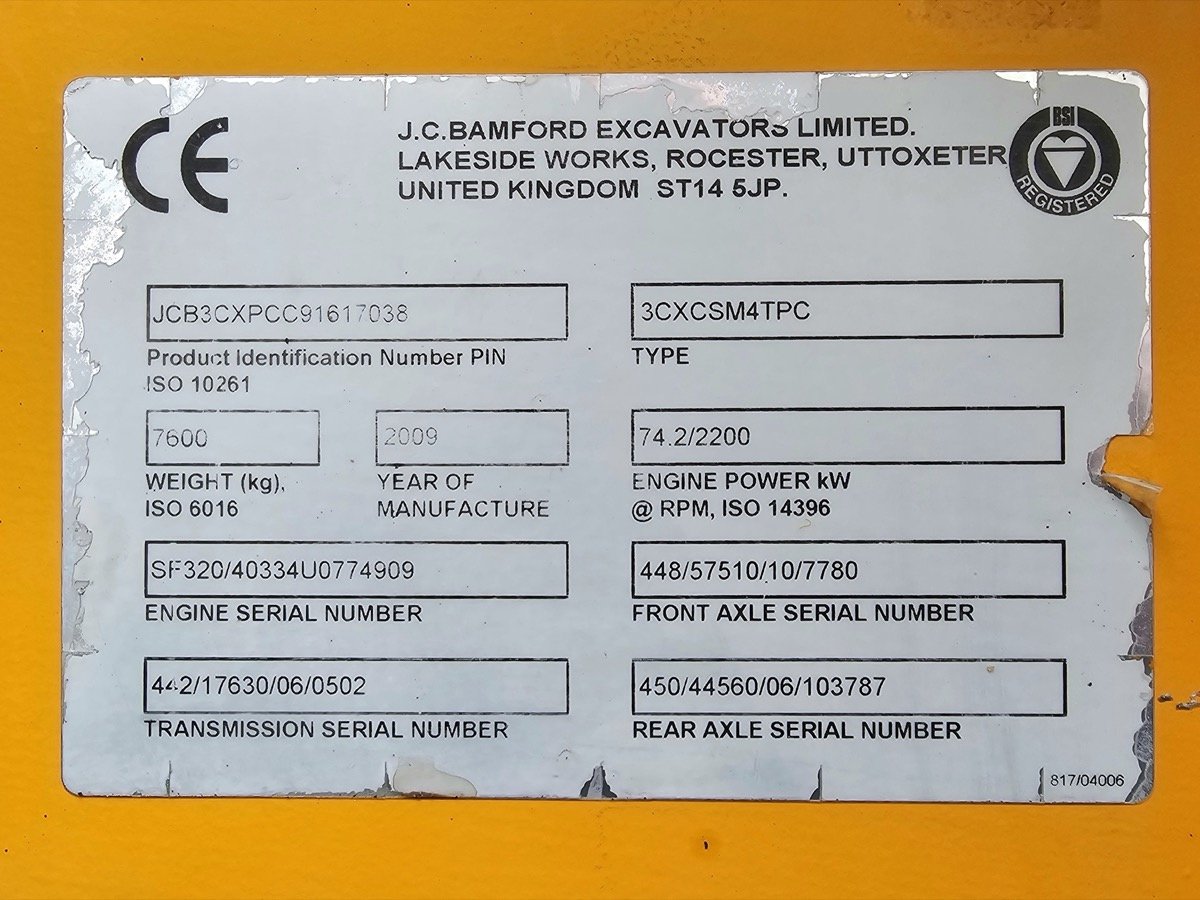 CE
J.C.BAMFORD EXCAVATORS LIMITED.
LAKESIDE WORKS, ROCESTER, UTTOXETER
UNITED KINGDOM ST14 5JP.
BSI
REGISTERED
JCB3CXPCC91617038
3CXCSM4TPC
Product Identification Number PIN
ISO 10261
TYPE
7600
2009
74.2/2200
WEIGHT (kg),
ISO 6016
YEAR OF
MANUFACTURE
ENGINE POWER kW
@ RPM, ISO 14396
SF320/40334U0774909
448/57510/10/7780
ENGINE SERIAL NUMBER
FRONT AXLE SERIAL NUMBER
442/17630/06/0502
450/44560/06/103787
TRANSMISSION SERIAL NUMBER
REAR AXLE SERIAL NUMBER
817/04006